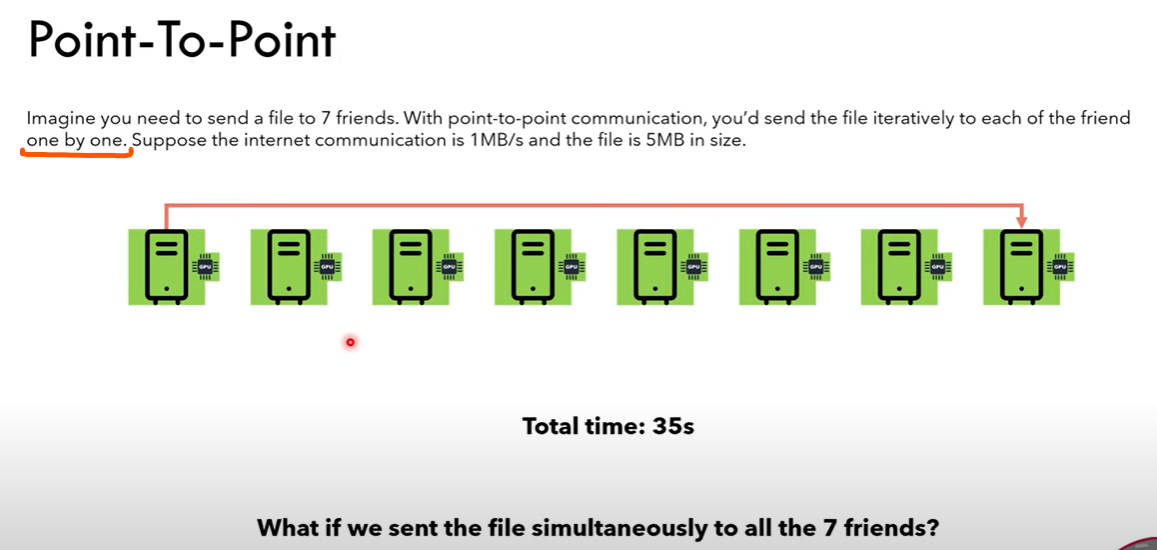 Point-To-Point
Imagine you need to send a file to 7 friends. With point-to-point communication, you'd send the file iteratively to each of the friend
one by one. Suppose the internet communication is 1MB/s and the file is 5MB in size.
GPU GPU GPU GPU GPU GPU GPU GPU
Total time: 35s
What if we sent the file simultaneously to all the 7 friends?